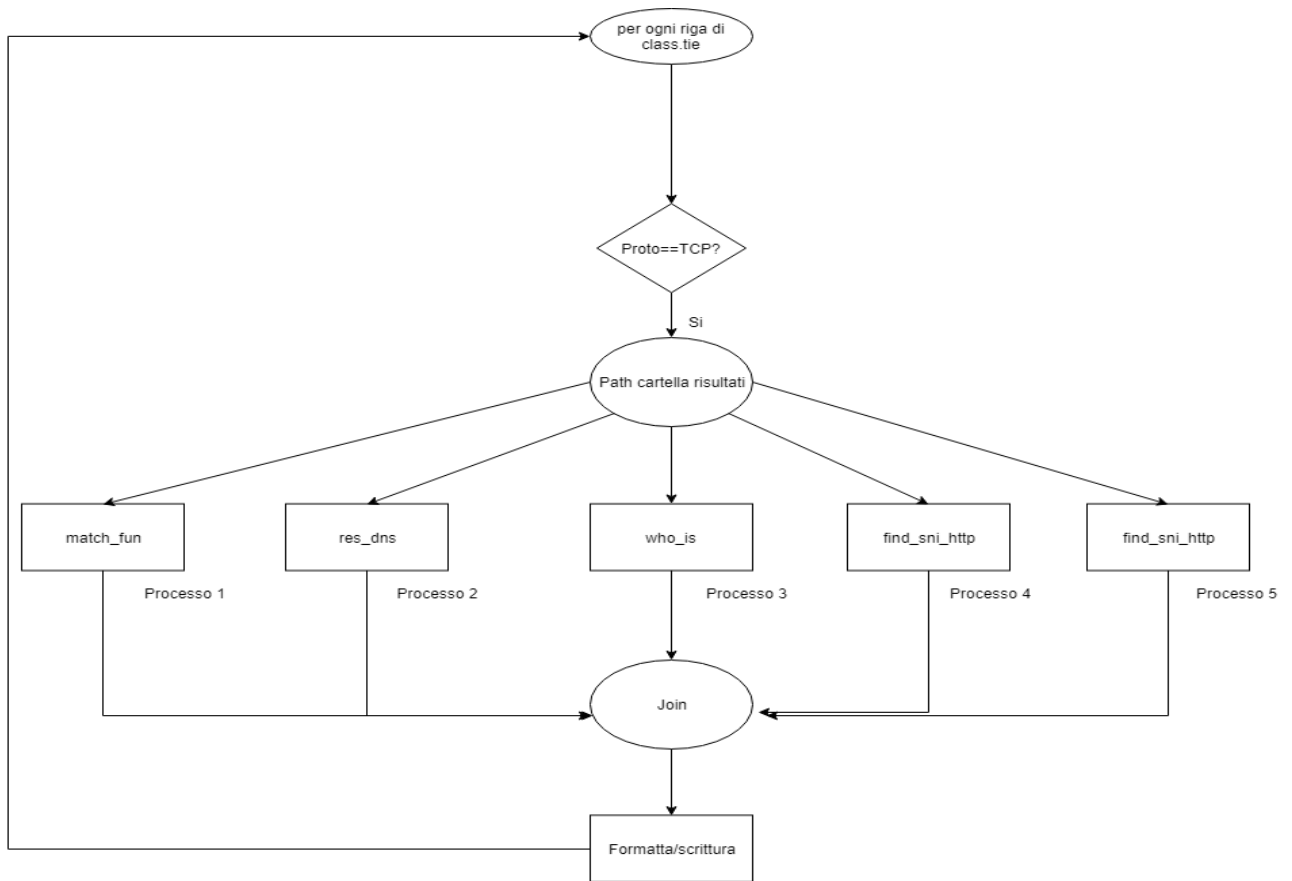 per ogni riga di
class.tie
Proto==TCP?
Si
Path cartella risultati
match_fun
res_dns
who_is
find_sni_http
find_sni_http
Processo 1
Processo 2
Processo 3
Processo 4
Processo 5
Join
Formatta/scrittura